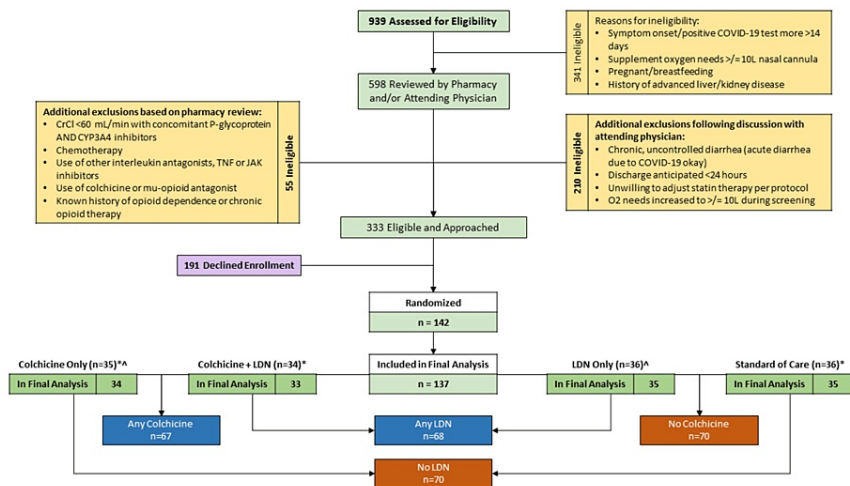 939 Assessed for Eligibility
341 Ineligible
Reasons for ineligibility:
• Symptom onset/positive COVID-19 test more >14
days
• Supplement oxygen needs >/= 10L nasal cannula
• Pregnant/breastfeeding
• History of advanced liver/kidney disease
598 Reviewed by Pharmacy
and/or Attending Physician
Additional exclusions based on pharmacy review:
• CrCl <60 mL/min with concomitant P-glycoprotein
AND CYP3A4 inhibitors
• Chemotherapy
• Use of other interleukin antagonists, TNF or JAK
inhibitors
• Use of colchicine or mu-opioid antagonist
• Known history of opioid dependence or chronic
opioid therapy
55 Ineligible
210 Ineligible
Additional exclusions following discussion with
attending physician:
• Chronic, uncontrolled diarrhea (acute diarrhea
due to COVID-19 okay)
• Discharge anticipated <24 hours
• Unwilling to adjust statin therapy per protocol
• O2 needs increased to >/= 10L during screening
333 Eligible and Approached
191 Declined Enrollment
Randomized
n = 142
Colchicine Only (n=35)*^
In Final Analysis 34
Colchicine + LDN (n=34)*
In Final Analysis 33
Included in Final Analysis
n = 137
LDN Only (n=36)^
In Final Analysis 35
Standard of Care (n=36)*
In Final Analysis 35
Any Colchicine
n=67
Any LDN
n=68
No Colchicine
n=70
No LDN
n=70